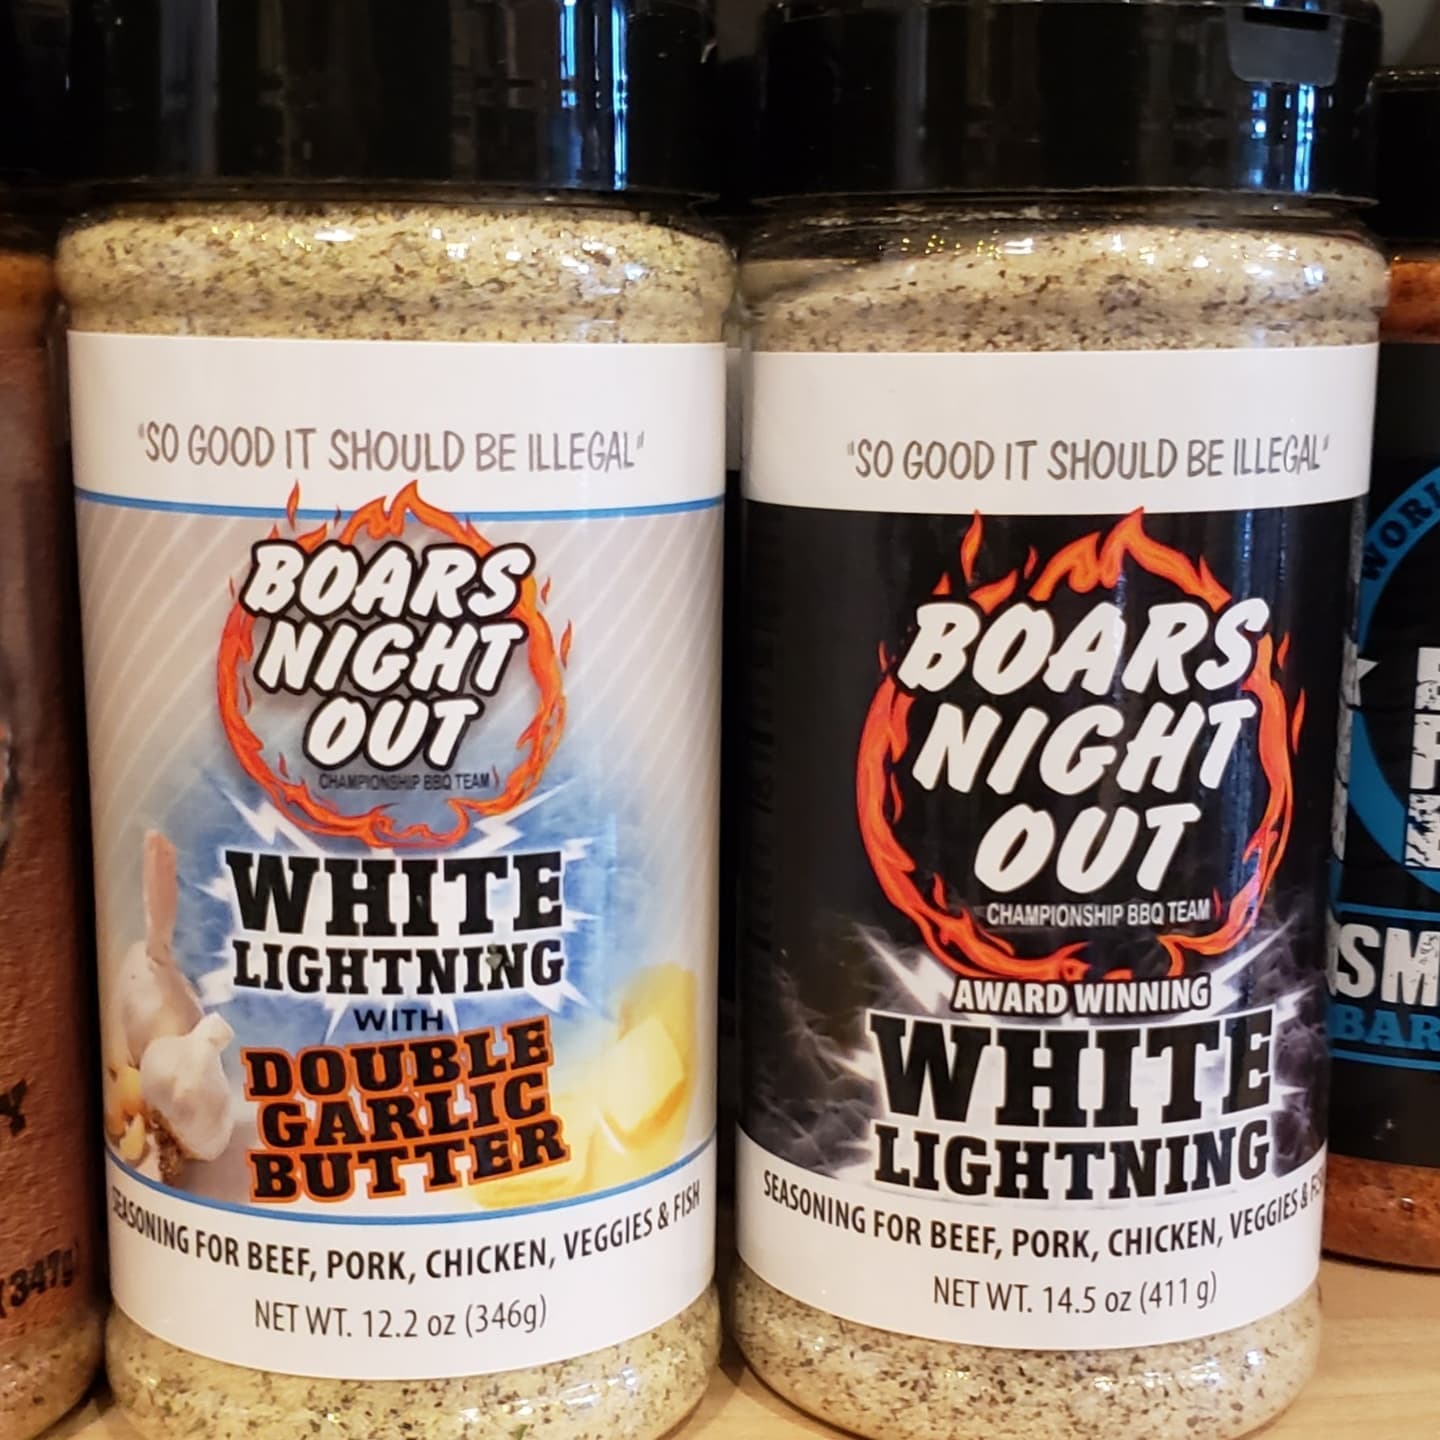 "SO GOOD IT SHOULD BE ILLEGAL"
BOARS
NIGHT
OUT
CHAMPIONSHIP BBQ TEAM
WHITE
LIGHTNING
WITH
DOUBLE
GARLIC
BUTTER
SEASONING FOR BEEF, PORK, CHICKEN, VEGGIES & FISH
NET WT. 12.2 oz (346g)
"SO GOOD IT SHOULD BE ILLEGAL"
BOARS
NIGHT
OUT
CHAMPIONSHIP BBQ TEAM
AWARD WINNING
WHITE
LIGHTNING
SEASONING FOR BEEF, PORK, CHICKEN, VEGGIES &
NET WT. 14.5 oz (411 g)
(347g)